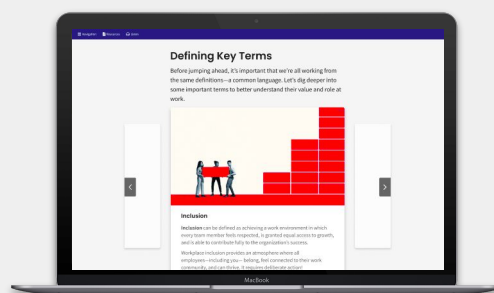 Navigation Resources
Defining Key Terms
Before jumping ahead, it's important that we're all working from
the same definitions—a common language. Let's dig deeper into
some important terms to better understand their value and role at
work.
Inclusion
Inclusion can be defined as achieving a work environment in which
every team member feels respected, is granted equal access to growth,
and is able to contribute fully to the organization's success.
Workplace inclusion provides an atmosphere where all
employees—including you— belong, feel connected to their work
community, and can thrive. It requires deliberate action!
MacBook